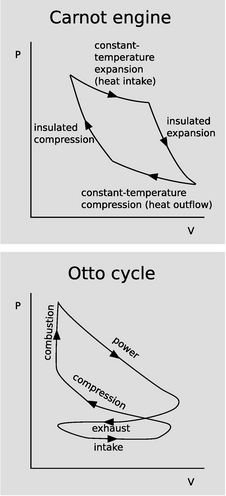 Carnot engine
P
constant-
temperature
expansion
(heat intake)
insulated
expansion
insulated
compression
constant-temperature
compression (heat outflow)
V
Otto cycle
P
combustion
power
compression
exhaust
intake
V